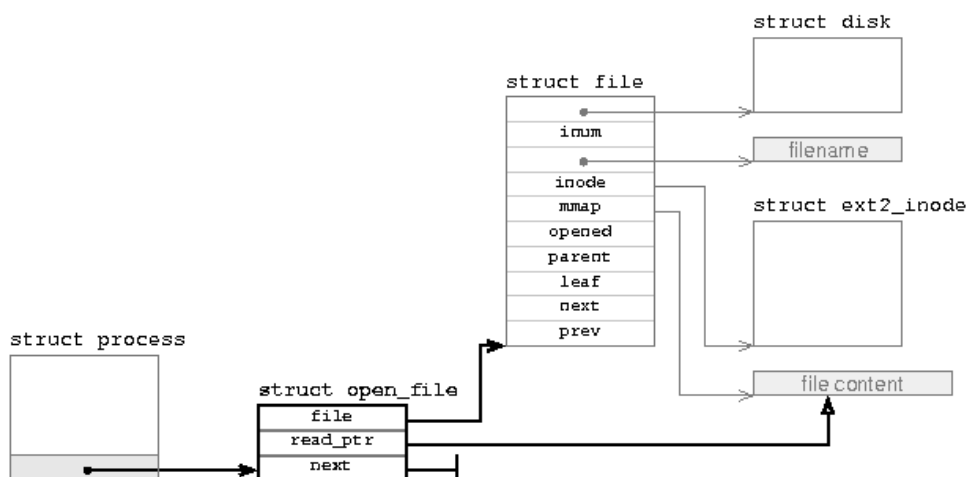 struct disk
struct file
inum
filename
inode
mmap
struct ext2_inode
opened
parent
leaf
next
prev
struct process
file content
struct open_file
file
read_ptr
next